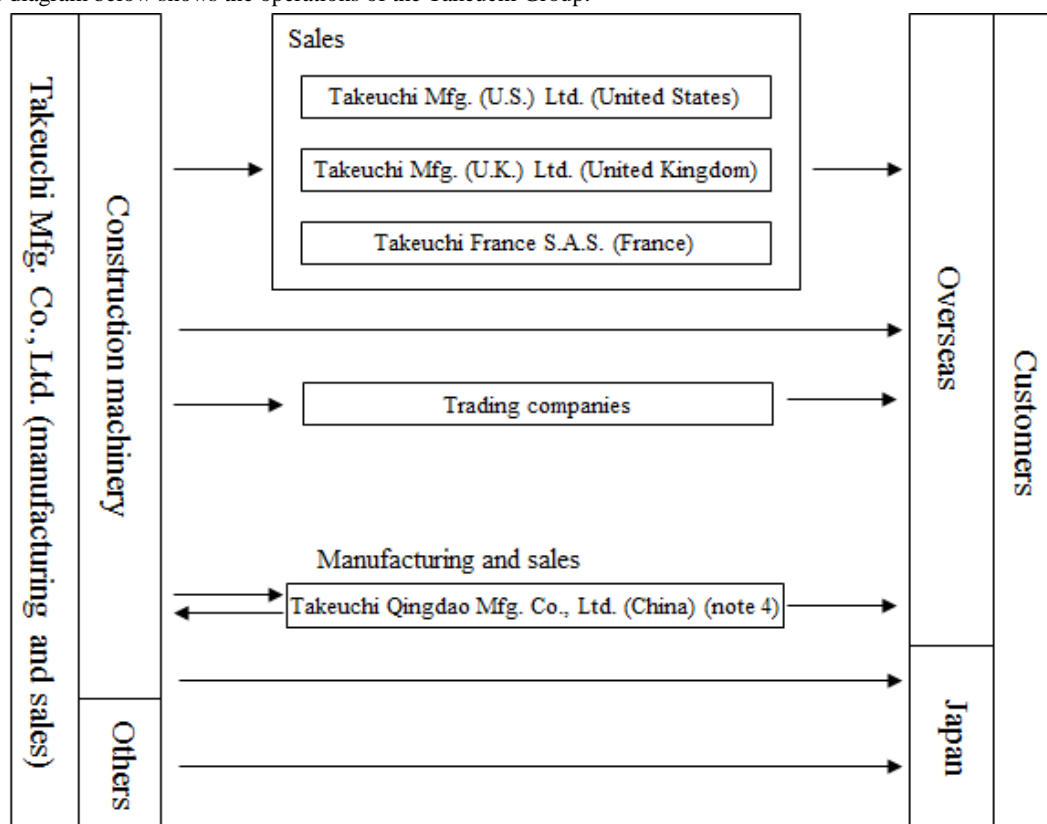 diagram below shows the operations of the Takeuchi Group.
Takeuchi Mfg. Co., Ltd. (manufacturing and sales)
Construction machinery
Others
Sales
Takeuchi Mfg. (U.S.) Ltd. (United States)
Takeuchi Mfg. (U.K.) Ltd. (United Kingdom)
Takeuchi France S.A.S. (France)
Trading companies
Manufacturing and sales
Takeuchi Qingdao Mfg. Co., Ltd. (China) (note 4)
Overseas
Japan
Customers